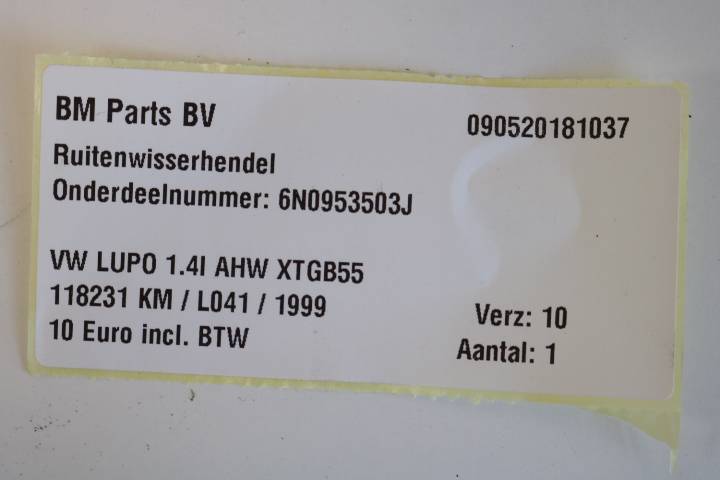 BM Parts BV
090520181037
Ruitenwisserhendel
Onderdeelnummer: 6N0953503J
VW LUPO 1.4I AHW XTGB55
118231 KM / L041 / 1999
Verz: 10
10 Euro incl. BTW
Aantal: 1